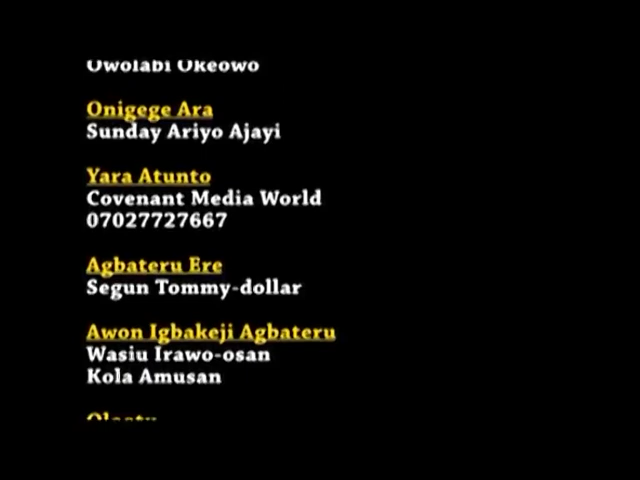 Owolabi Okeowo
Onigege Ara
Sunday Ariyo Ajayi
Yara Atunto
Covenant Media World
07027727667
Agbateru Ere
Segun Tommy-dollar
Awon Igbakeji Agbateru
Wasiu Irawo-osan
Kola Amusan